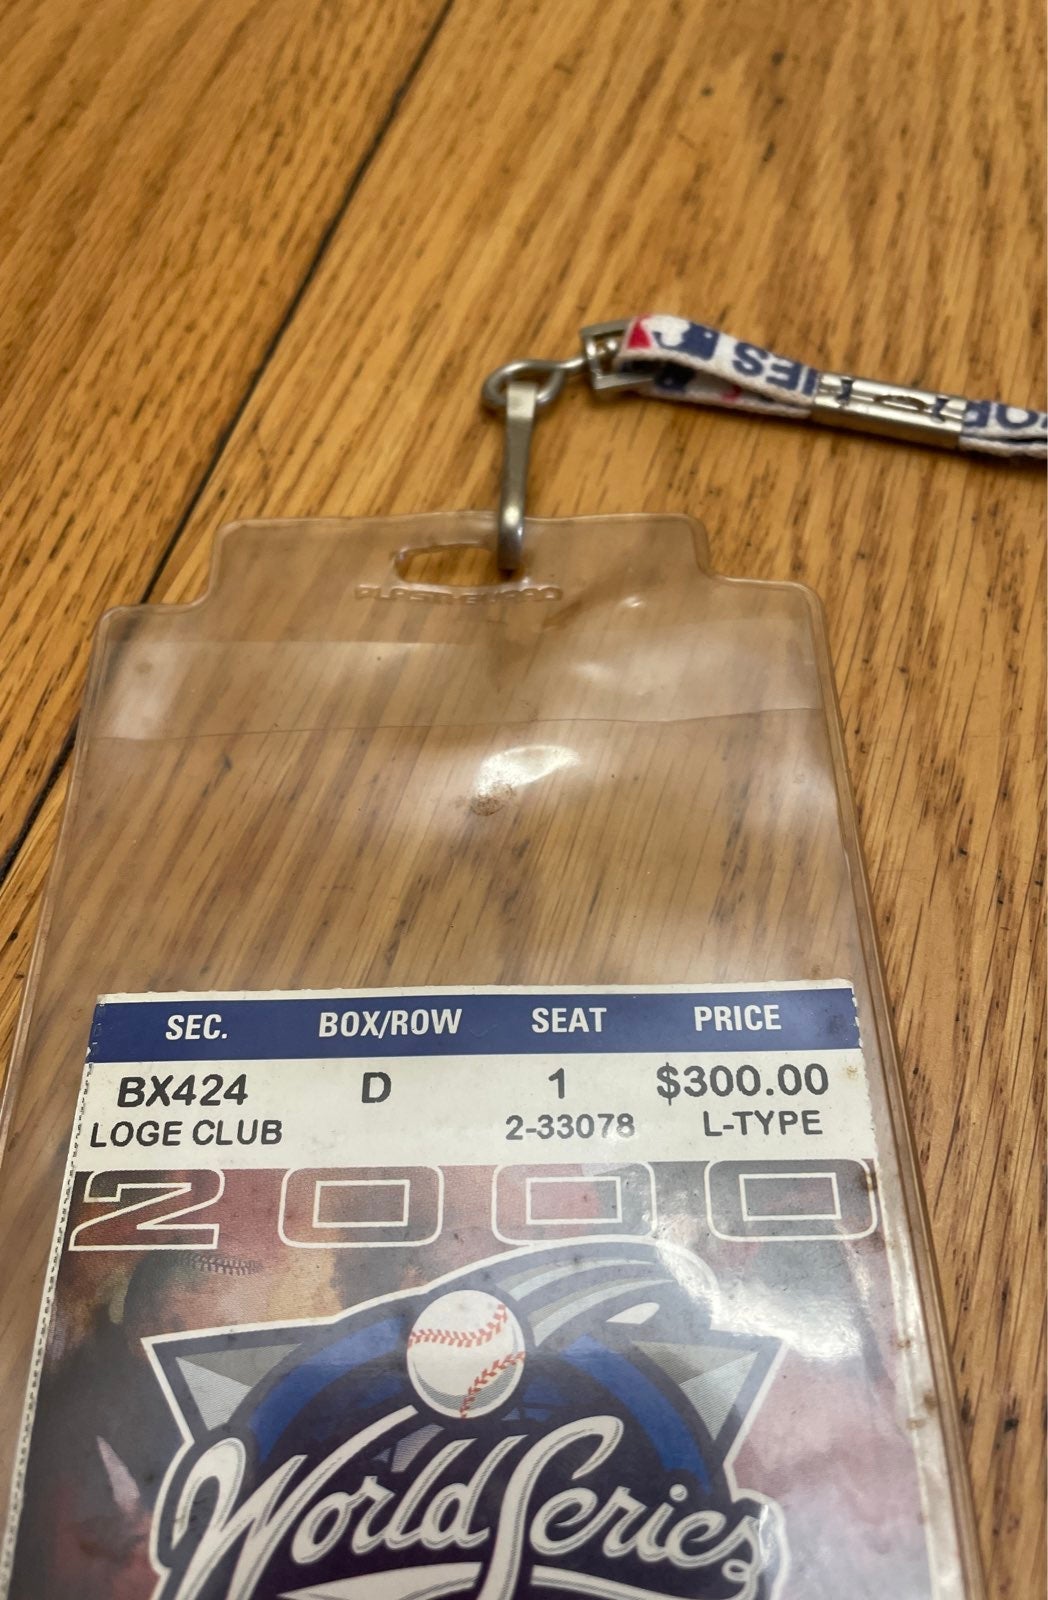 SEC. BOX/ROW SEAT PRICE
BX424 D 1 $300.00
LOGE CLUB 2-33078 L-TYPE
2000
World Series